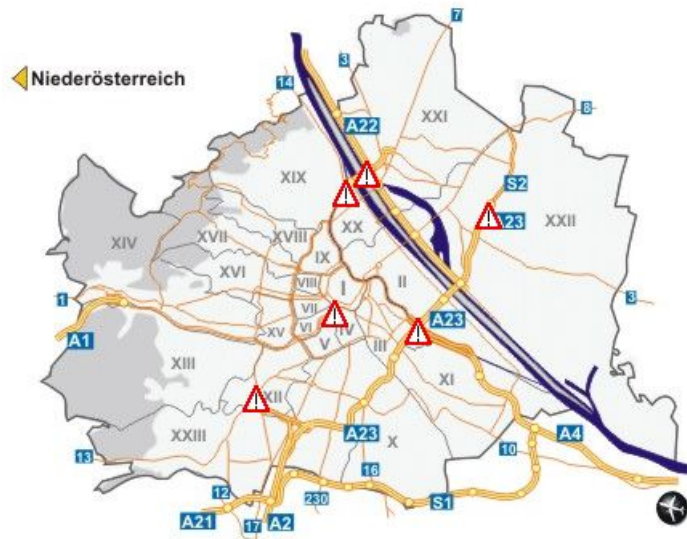 7
3
Niederösterreich
14
8
XXI
A22
XIX
S2
XX
23
XXII
XIV
XVII
XVIII
IX
XVI
VIII
I
II
VII
1
3
A23
VI
IV
XV
A1
V
III
XIII
XI
XII
A23
XXIII
X
A4
10
13
16
12
230
S1
A21
17
A2